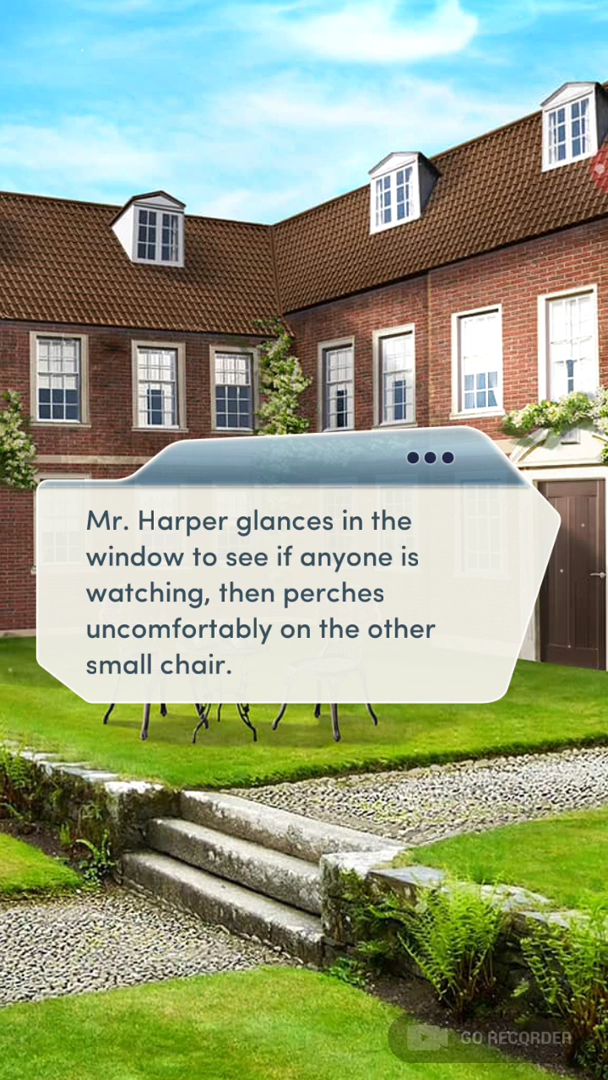 Mr. Harper glances in the
window to see if anyone is
watching, then perches
uncomfortably on the other
small chair.
GO RECORDER